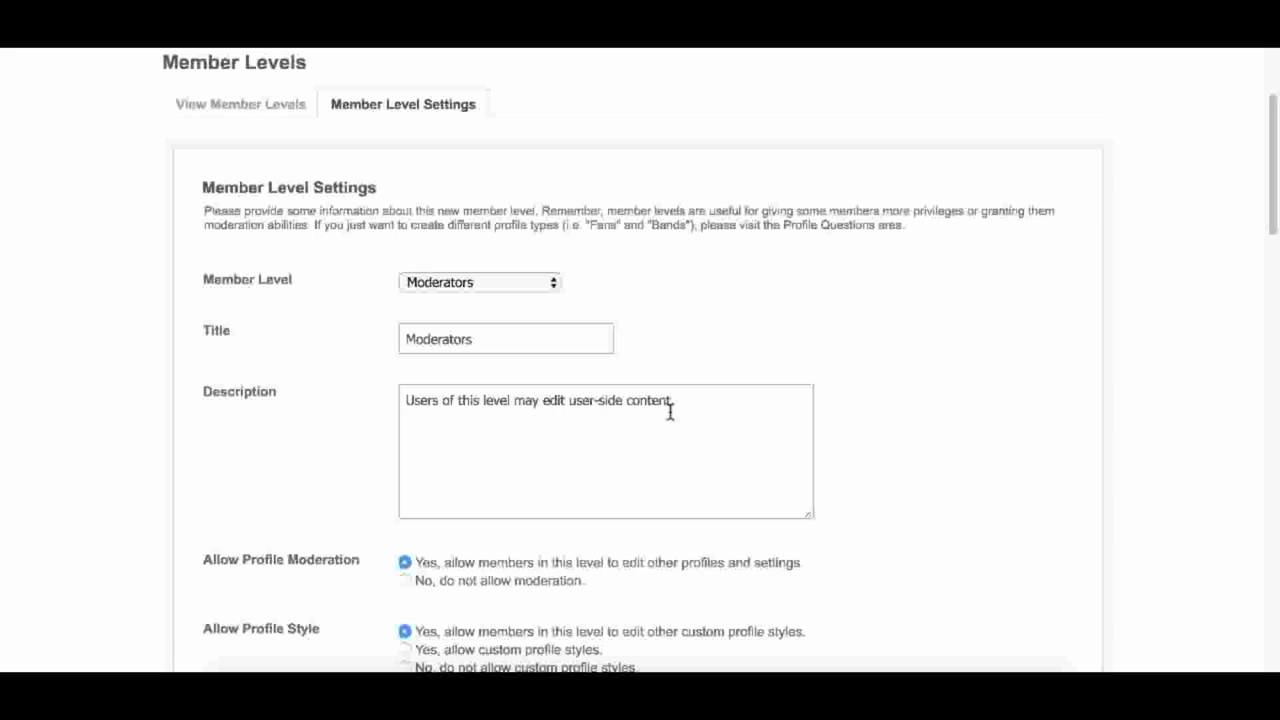 Member Levels
View Member Levels
Member Level Settings
Member Level Settings
Please provide some information about this new member level. Remember, member levels are useful for giving some members more privileges or granting them
moderation abilities. If you just want to create different profile types (i.e. "Fans" and "Bands"), please visit the Profile Questions area.
Member Level
Moderators
Title
Moderators
Description
Users of this level may edit user-side content.
Allow Profile Moderation
Yes, allow members in this level to edit other profiles and settings.
No, do not allow moderation.
Allow Profile Style
Yes, allow members in this level to edit other custom profile styles.
Yes, allow custom profile styles.
No, do not allow custom profile styles.